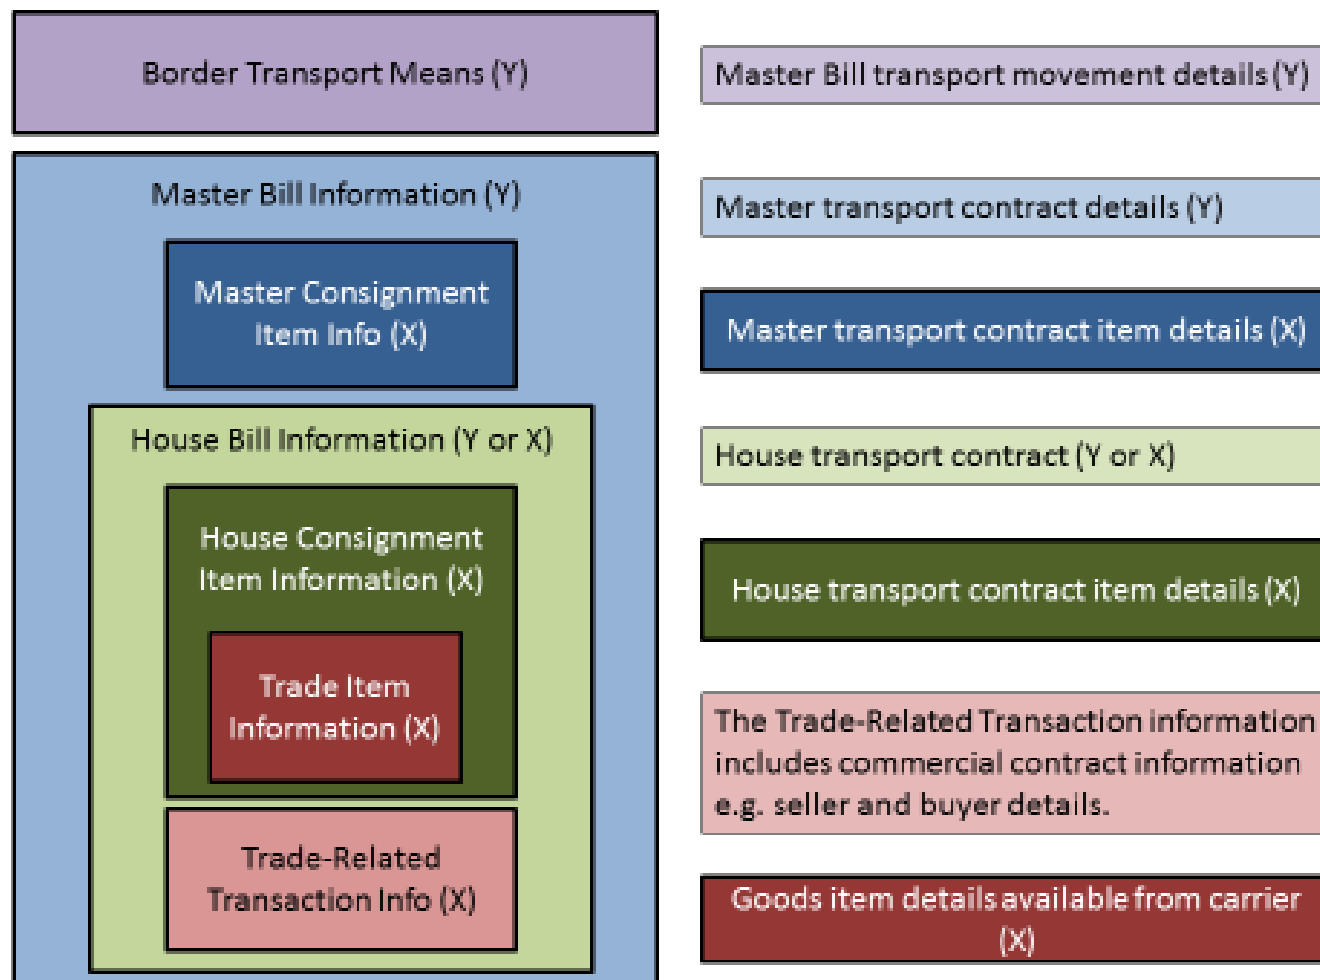 Border Transport Means (Y)
Master Bill Information (Y)
Master Consignment
Item Info (X)
House Bill Information (Y or X)
House Consignment
Item Information (X)
Trade Item
Information (X)
Trade-Related
Transaction Info (X)
Master Bill transport movement details (Y)
Master transport contract details (Y)
Master transport contract item details (X)
House transport contract (Y or X)
House transport contract item details (X)
The Trade-Related Transaction information
includes commercial contract information
e.g. seller and buyer details.
Goods item details available from carrier
(X)